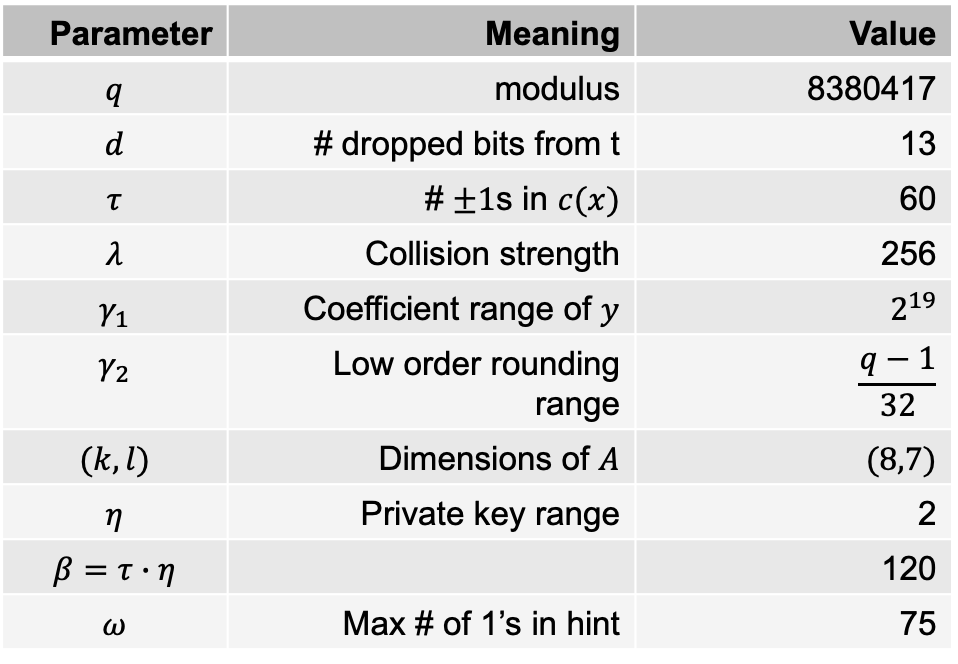 Parameter Meaning Value
q modulus 8380417
d # dropped bits from t 13
τ # ±1s in c(x) 60
λ Collision strength 256
γ₁ Coefficient range of y 2¹⁹
γ₂ Low order rounding range q − 1 / 32
(k, l) Dimensions of A (8,7)
η Private key range 2
β = τ · η 120
ω Max # of 1’s in hint 75